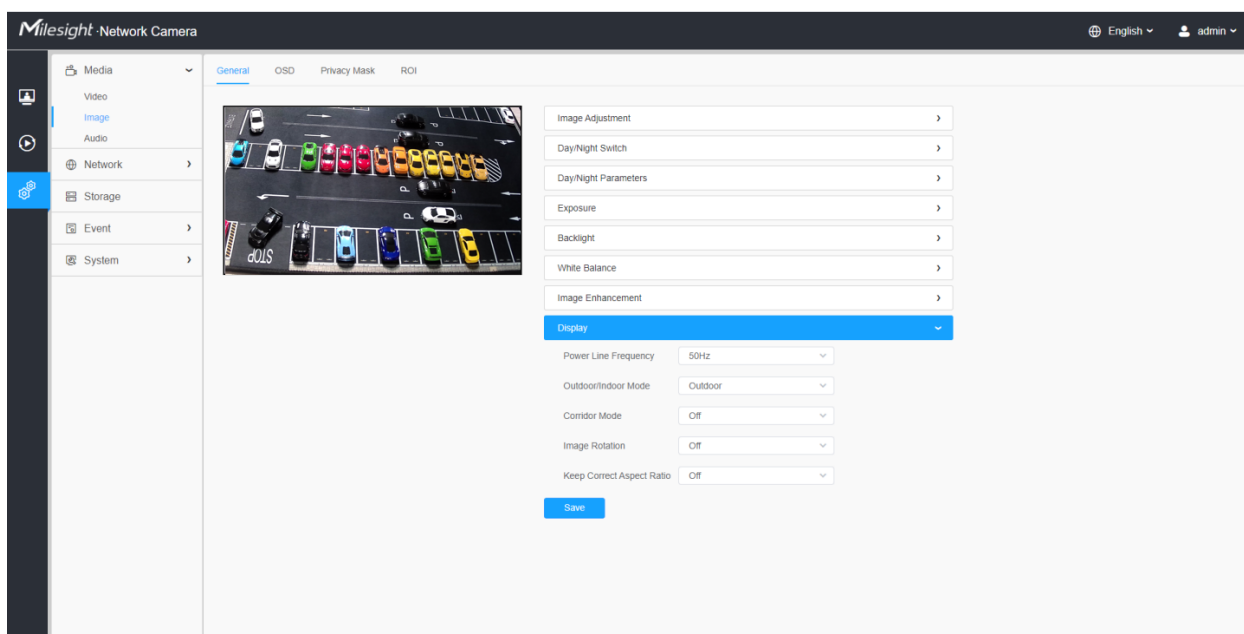 Milesight ·Network Camera
English
admin
Media
Video
Image
Audio
Network
Storage
Event
System
General OSD Privacy Mask ROI
P
P
STOP
Image Adjustment
Day/Night Switch
Day/Night Parameters
Exposure
Backlight
White Balance
Image Enhancement
Display
Power Line Frequency 50Hz
Outdoor/Indoor Mode Outdoor
Corridor Mode Off
Image Rotation Off
Keep Correct Aspect Ratio Off
Save